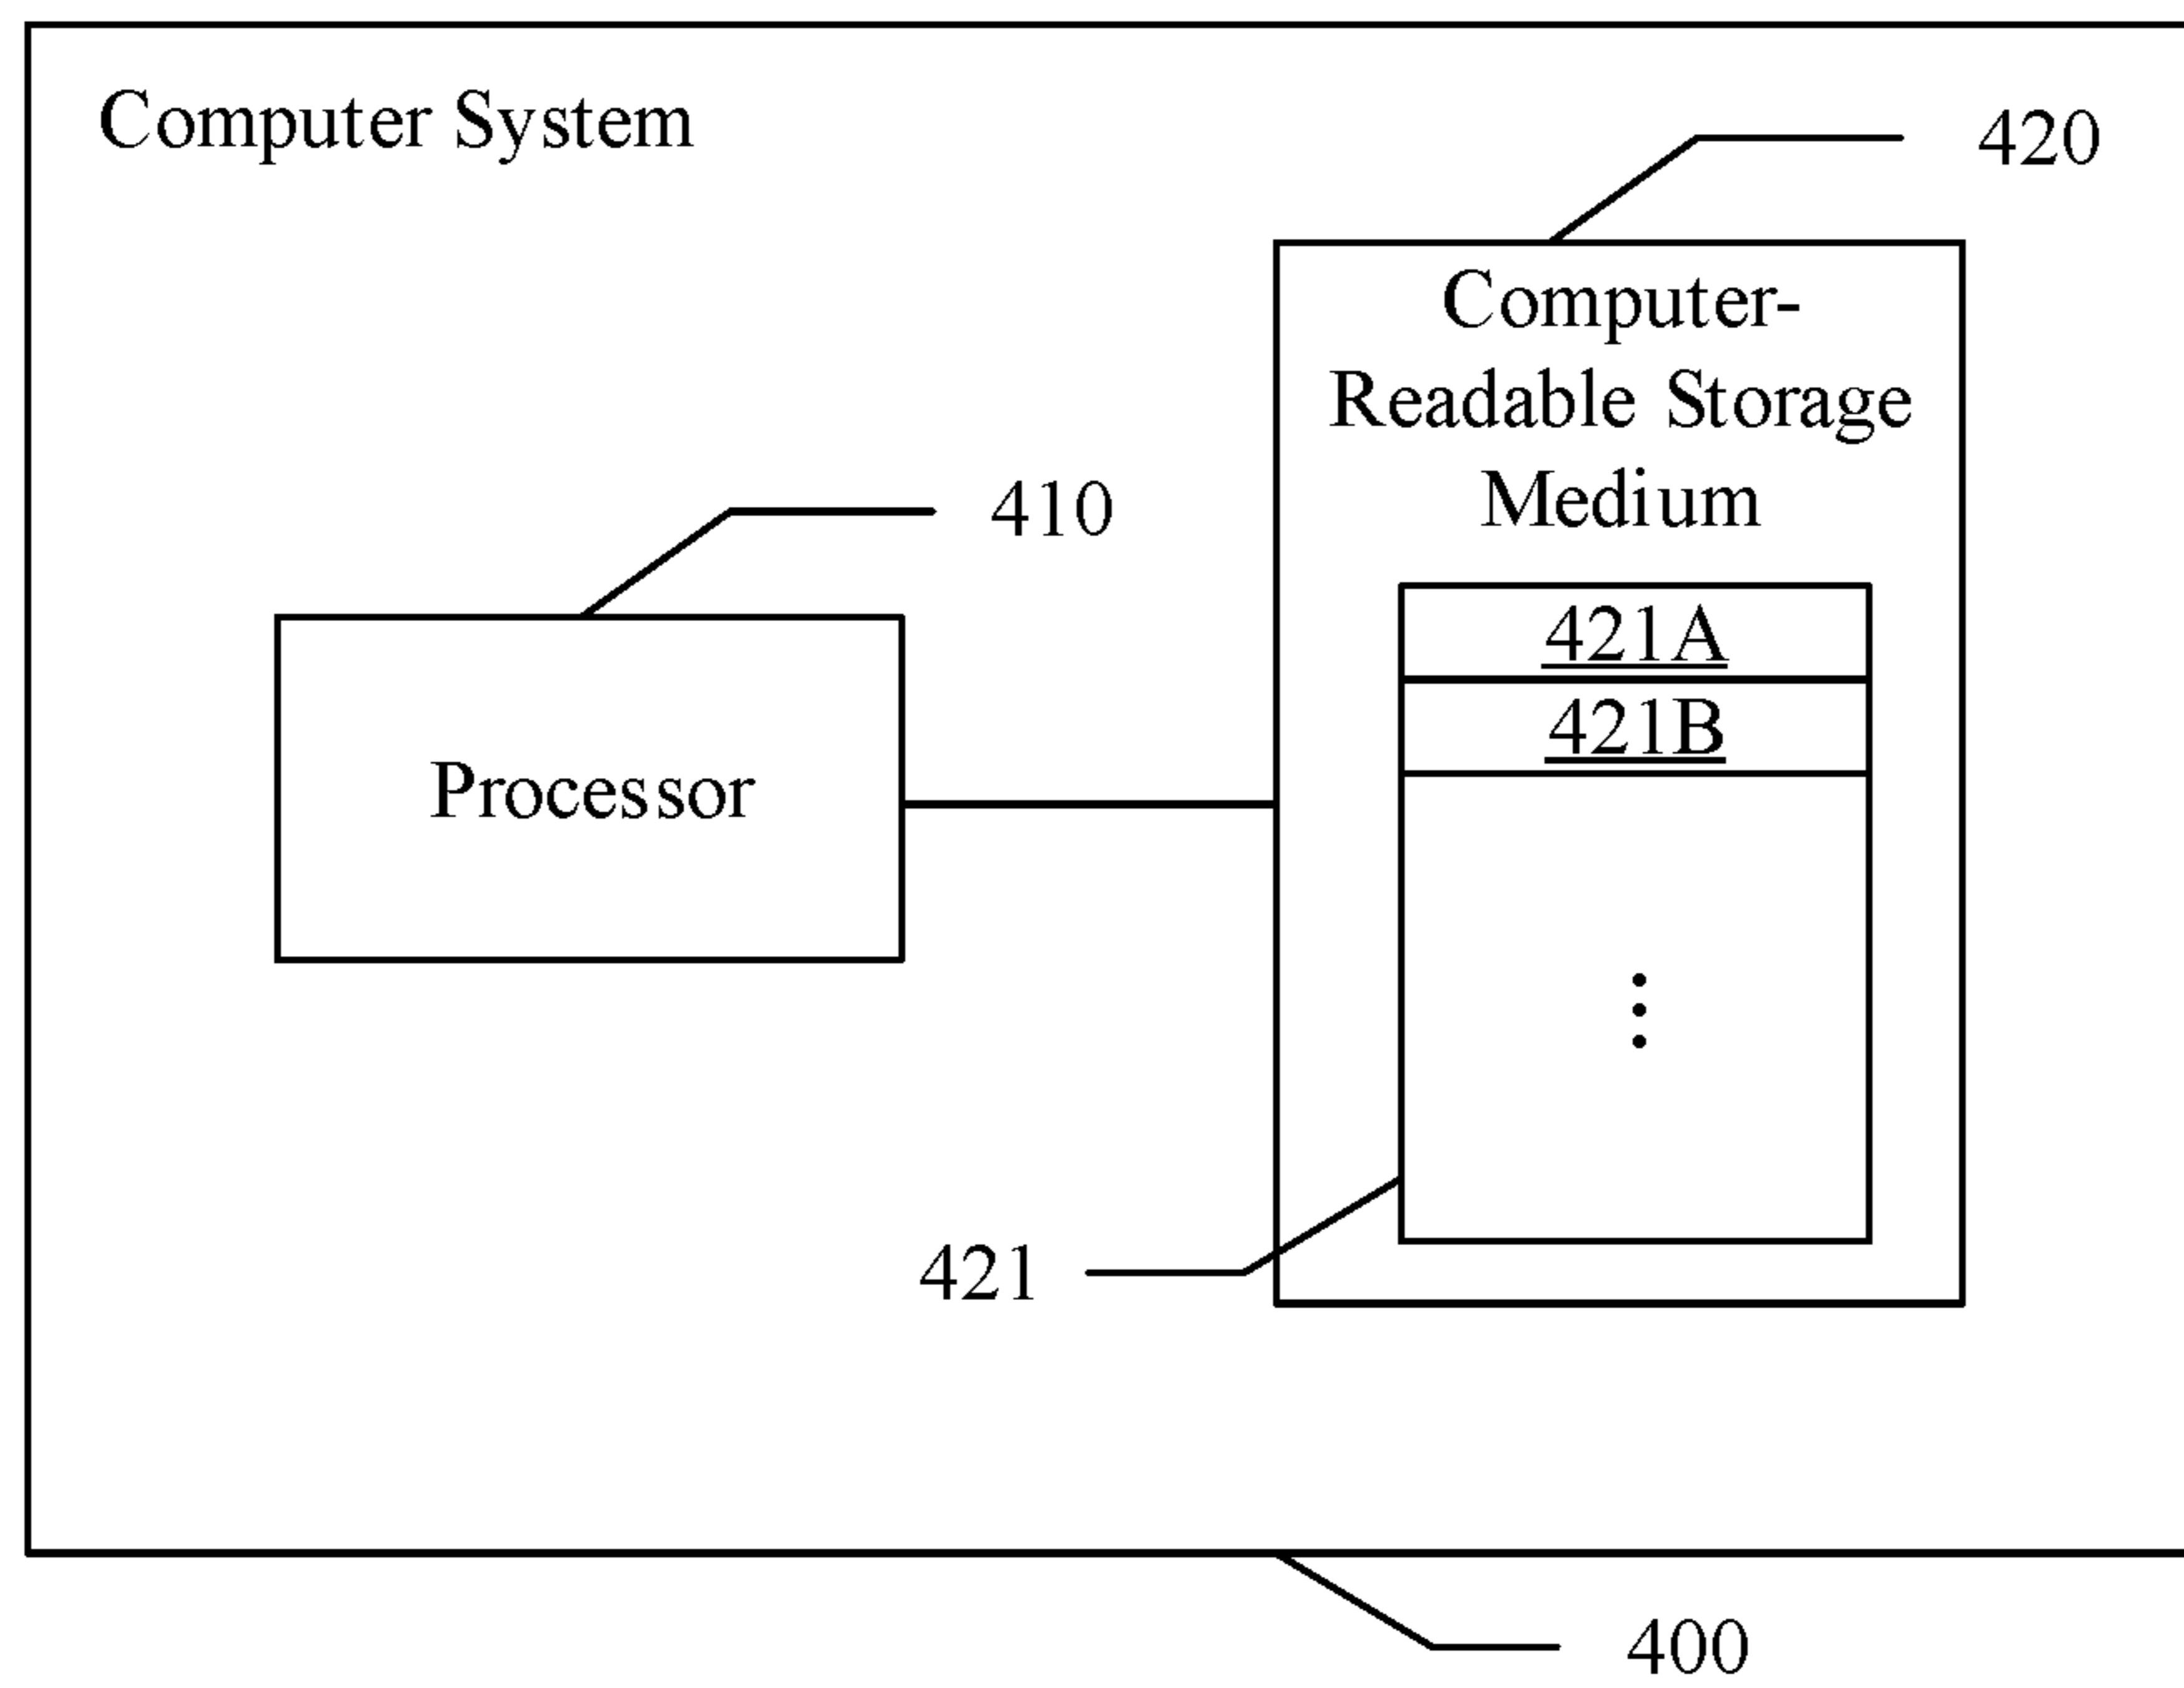 Computer System
420
Computer-
Readable Storage
Medium
410
421A
421B
Processor
421
400